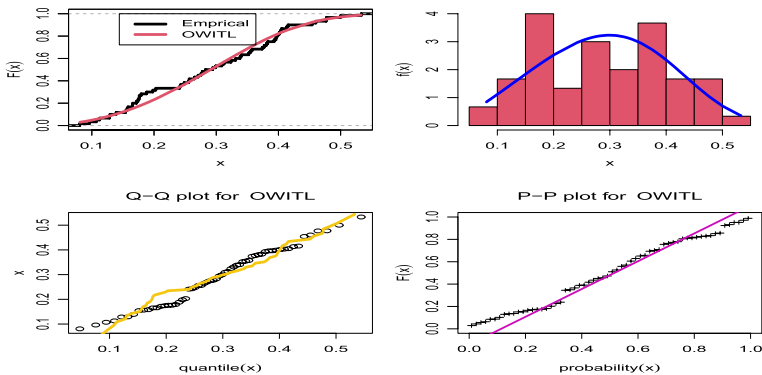 Emprical
OWITL
F(x)
0.0 0.2 0.4 0.6 0.8 1.0
0.1 0.2 0.3 0.4 0.5
x
f(x)
0 1 2 3 4
0.1 0.2 0.3 0.4 0.5
x
Q-Q plot for OWITL
x
0.1 0.2 0.3 0.4 0.5
0.1 0.2 0.3 0.4 0.5
quantile(x)
P-P plot for OWITL
F(x)
0.0 0.2 0.4 0.6 0.8 1.0
0.0 0.2 0.4 0.6 0.8 1.0
probability(x)